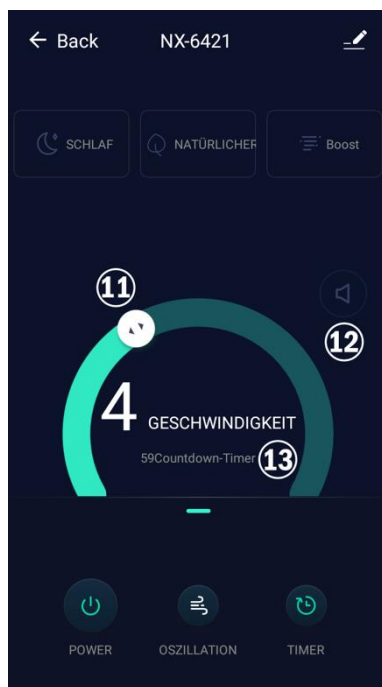 Back NX-6421
SCHLAF NATÜRLICHER Boost
11
12
4 GESCHWINDIGKEIT
59Countdown-Timer 13
POWER OSZILLATION TIMER